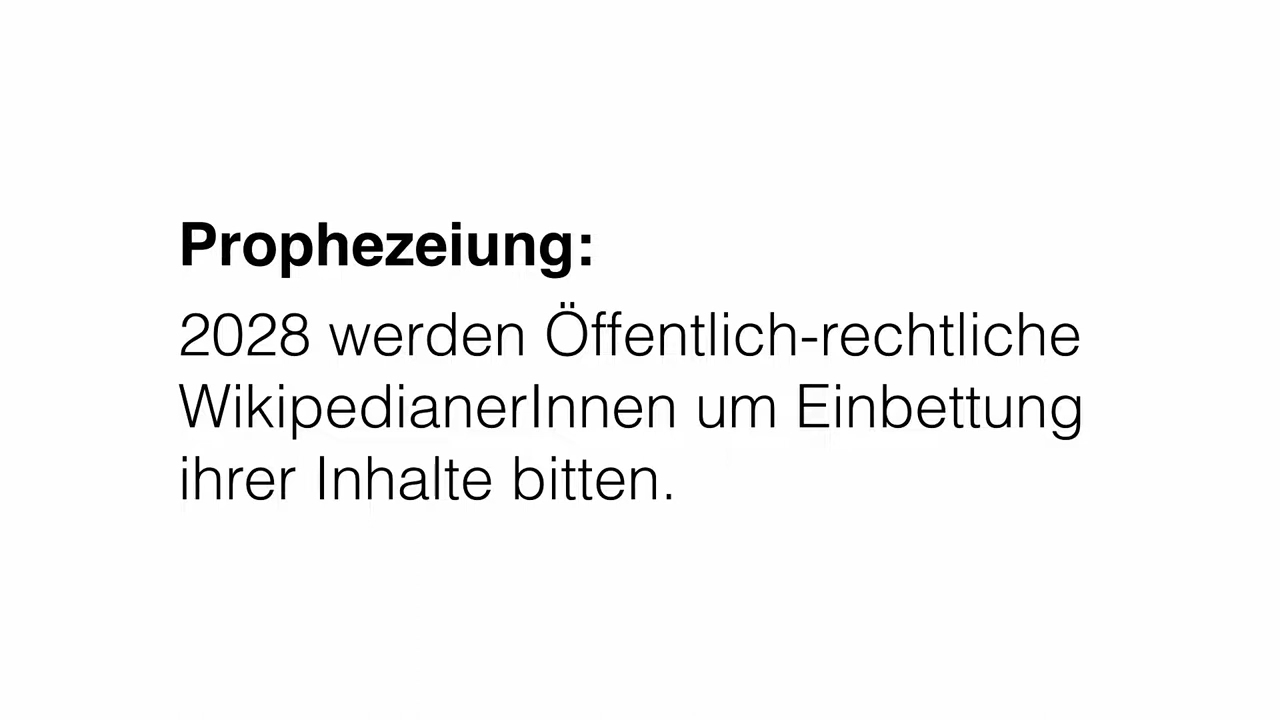 Prophezeiung:
2028 werden Öffentlich-rechtliche
WikipedianerInnen um Einbettung
ihrer Inhalte bitten.